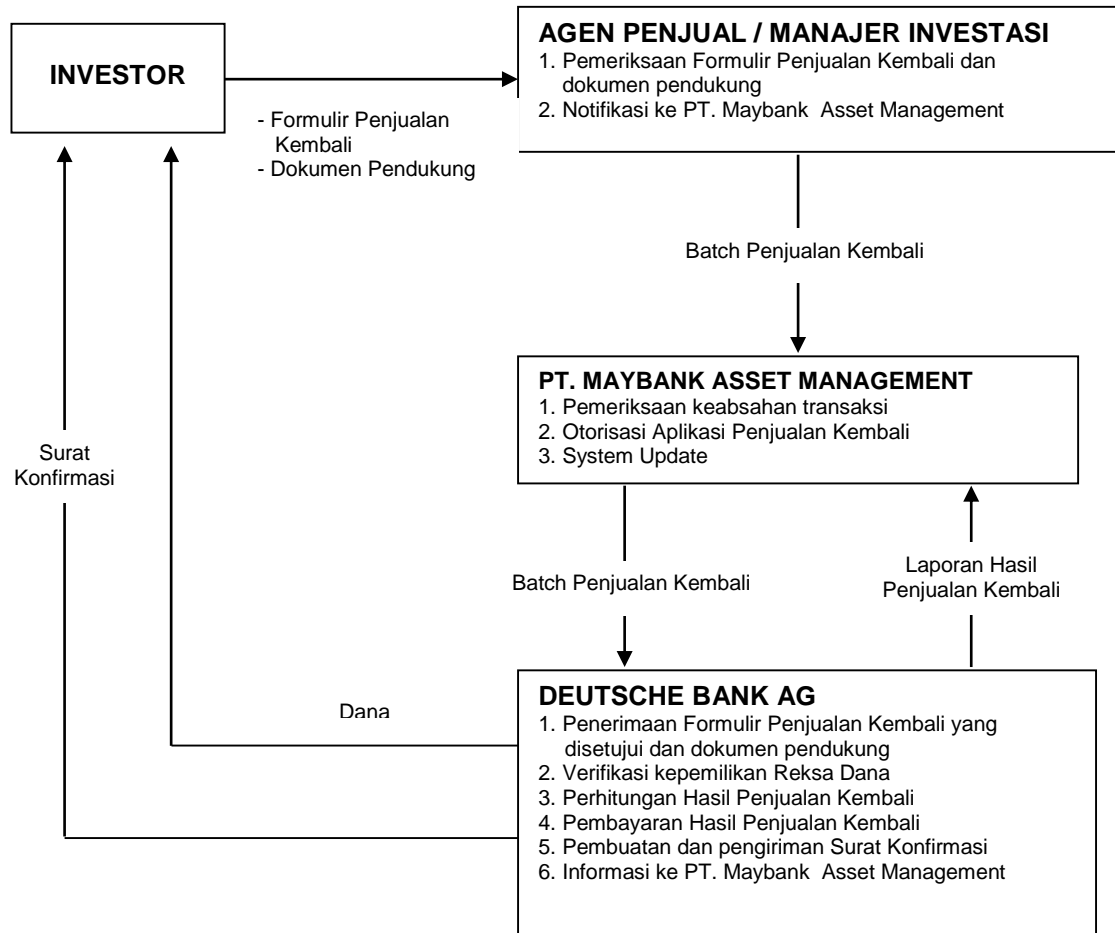 INVESTOR
AGEN PENJUAL / MANAJER INVESTASI
1. Pemeriksaan Formulir Penjualan Kembali dan
dokumen pendukung
2. Notifikasi ke PT. Maybank Asset Management
- Formulir Penjualan
Kembali
- Dokumen Pendukung
Batch Penjualan Kembali
PT. MAYBANK ASSET MANAGEMENT
1. Pemeriksaan keabsahan transaksi
2. Otorisasi Aplikasi Penjualan Kembali
3. System Update
Surat
Konfirmasi
Batch Penjualan Kembali
Laporan Hasil
Penjualan Kembali
Dana
DEUTSCHE BANK AG
1. Penerimaan Formulir Penjualan Kembali yang
disetujui dan dokumen pendukung
2. Verifikasi kepemilikan Reksa Dana
3. Perhitungan Hasil Penjualan Kembali
4. Pembayaran Hasil Penjualan Kembali
5. Pembuatan dan pengiriman Surat Konfirmasi
6. Informasi ke PT. Maybank Asset Management